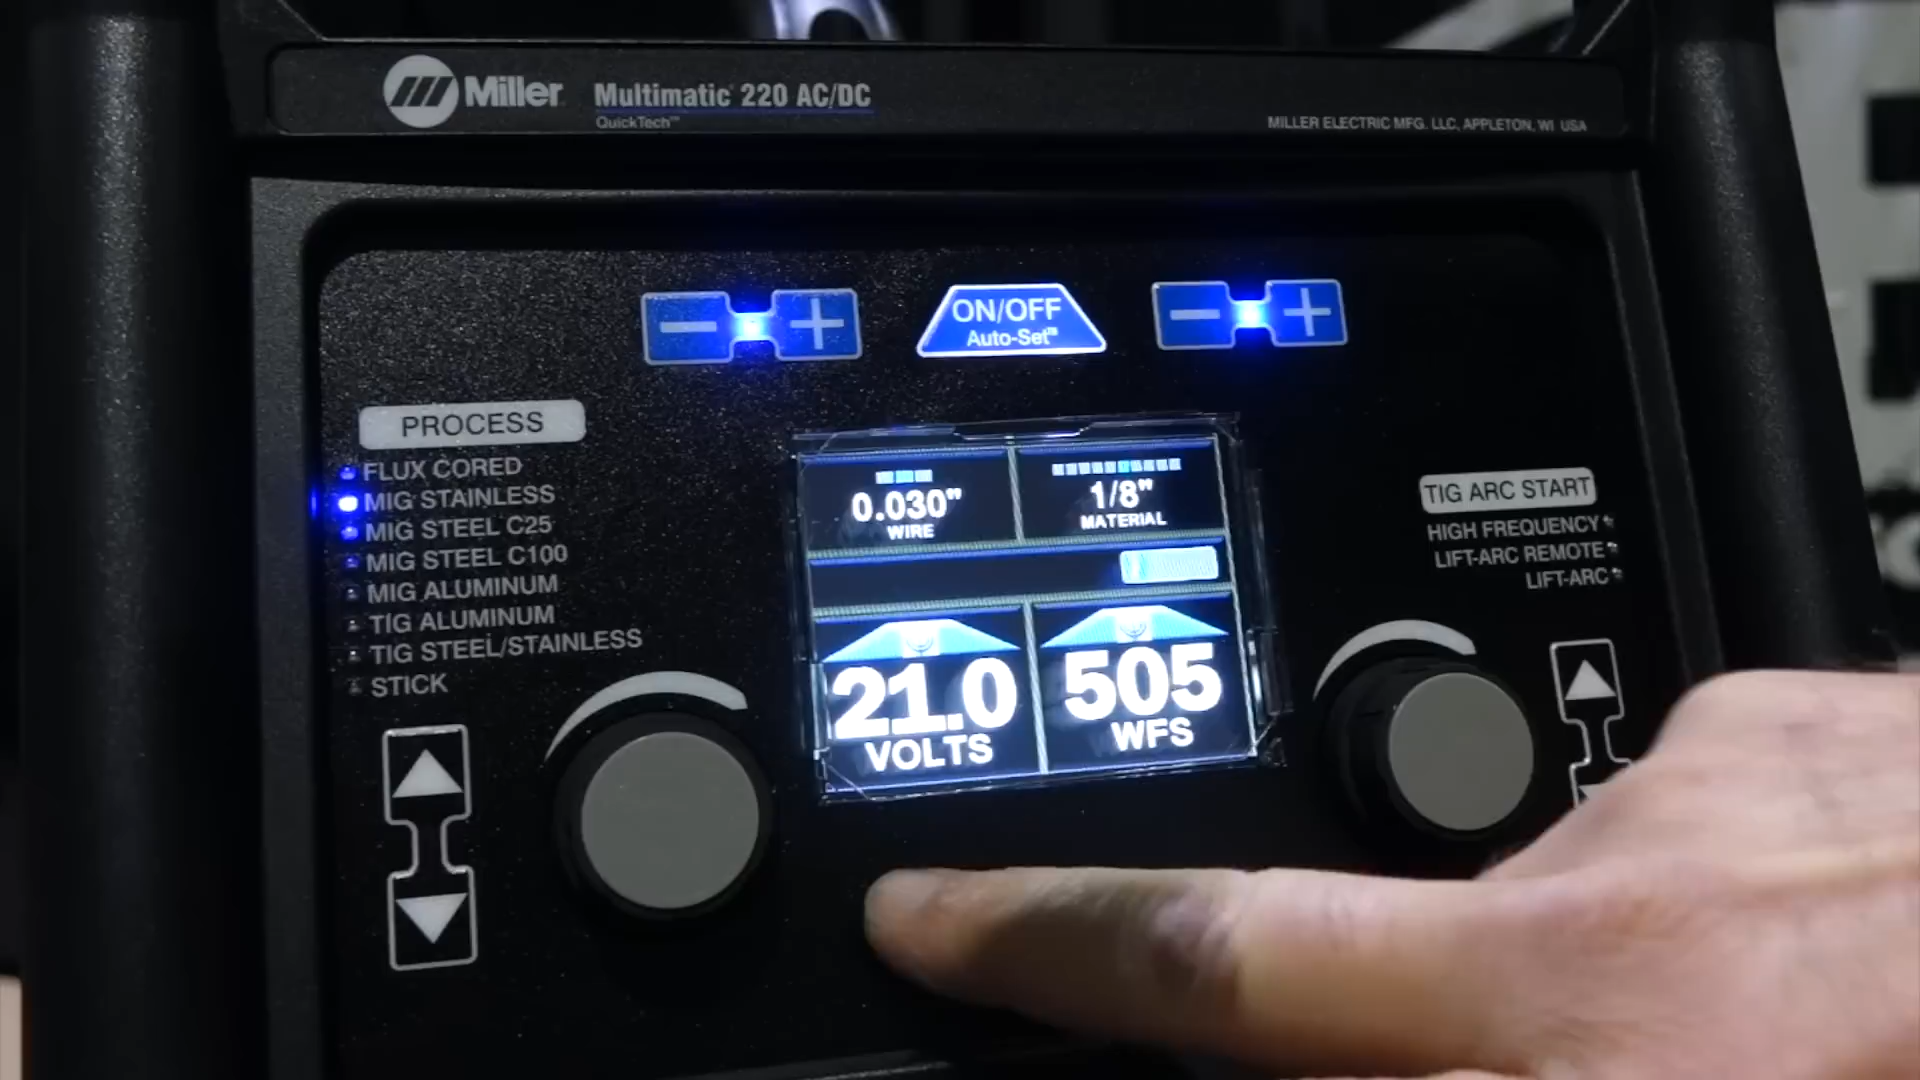 Miller Multimatic® 220 AC/DC
QuickTech™
MILLER ELECTRIC MFG. LLC, APPLETON, WI USA
ON/OFF
Auto-Set™
PROCESS
FLUX CORED
MIG STAINLESS
MIG STEEL C25
MIG STEEL C100
MIG ALUMINUM
TIG ALUMINUM
TIG STEEL/STAINLESS
STICK
0.030"
WIRE
1/8"
MATERIAL
21.0
VOLTS
505
WFS
TIG ARC START
HIGH FREQUENCY
LIFT-ARC REMOTE
LIFT-ARC